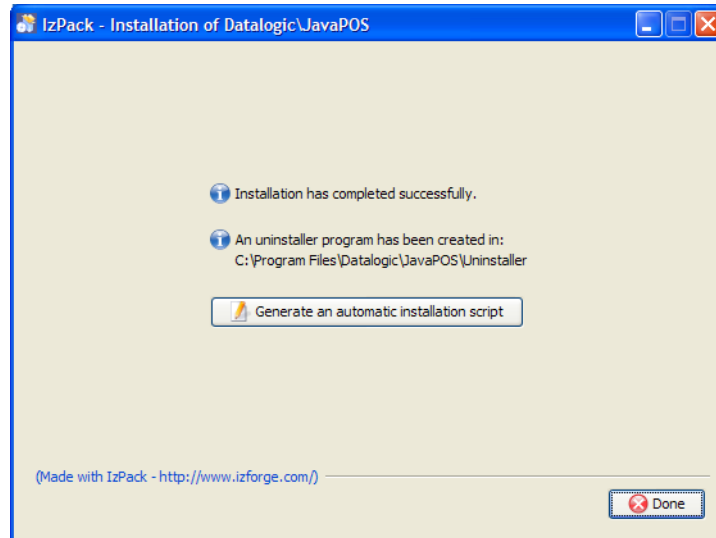 IzPack - Installation of Datalogic\JavaPOS
Installation has completed successfully.
An uninstaller program has been created in:
C:\Program Files\Datalogic\JavaPOS\Uninstaller
Generate an automatic installation script
(Made with IzPack - http://www.izforge.com/)
Done